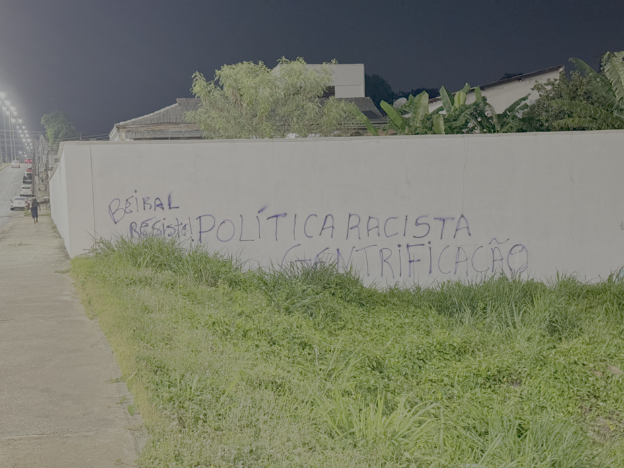 BEIRAL
RESISTE! POLÍTICA RACISTA
GENTRIFICAÇÃO